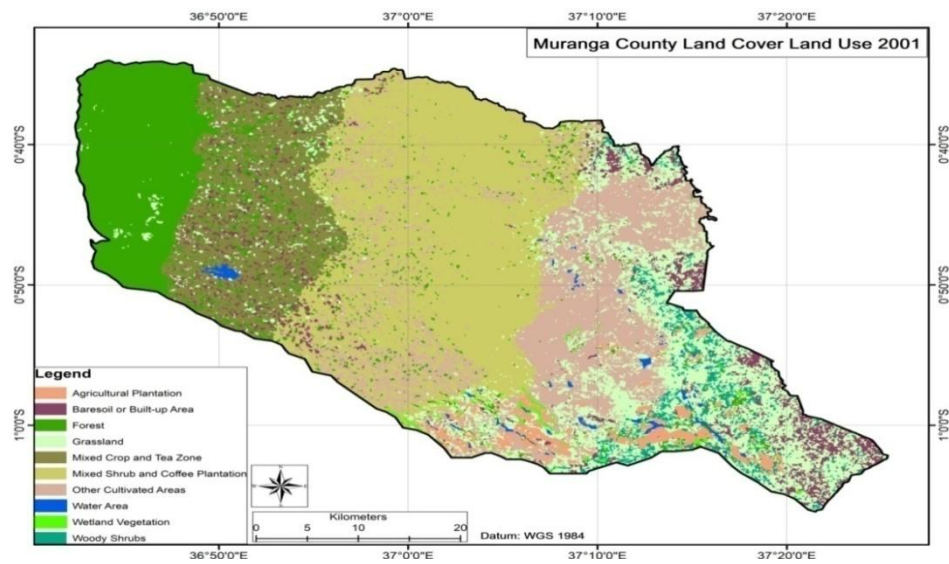 36°50'0"E 37°0'0"E 37°10'0"E 37°20'0"E
Muranga County Land Cover Land Use 2001
0°40'0"S 0°40'0"S
0°50'0"S 0°50'0"S
1°0'0"S 1°0'0"S
Legend
Agricultural Plantation
Baresoil or Built-up Area
Forest
Grassland
Mixed Crop and Tea Zone
Mixed Shrub and Coffee Plantation
Other Cultivated Areas
Water Area
Wetland Vegetation
Woody Shrubs
Kilometers
0 5 10 20
Datum: WGS 1984
36°50'0"E 37°0'0"E 37°10'0"E 37°20'0"E